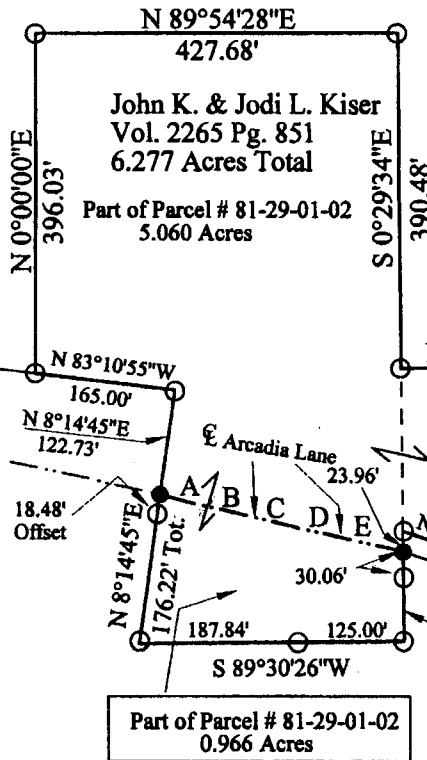 N 89°54'28"E
427.68'
John K. & Jodi L. Kiser
Vol. 2265 Pg. 851
6.277 Acres Total
Part of Parcel # 81-29-01-02
5.060 Acres
N 0°00'00"E
396.03'
S 0°29'34"E
390.48'
N 83°10'55"W
165.00'
N 8°14'45"E
122.73'
℄ Arcadia Lane
23.96'
A
B
C
D
E
18.48'
Offset
N 8°14'45"E
176.22' Tot.
30.06'
187.84'
125.00'
S 89°30'26"W
Part of Parcel # 81-29-01-02
0.966 Acres